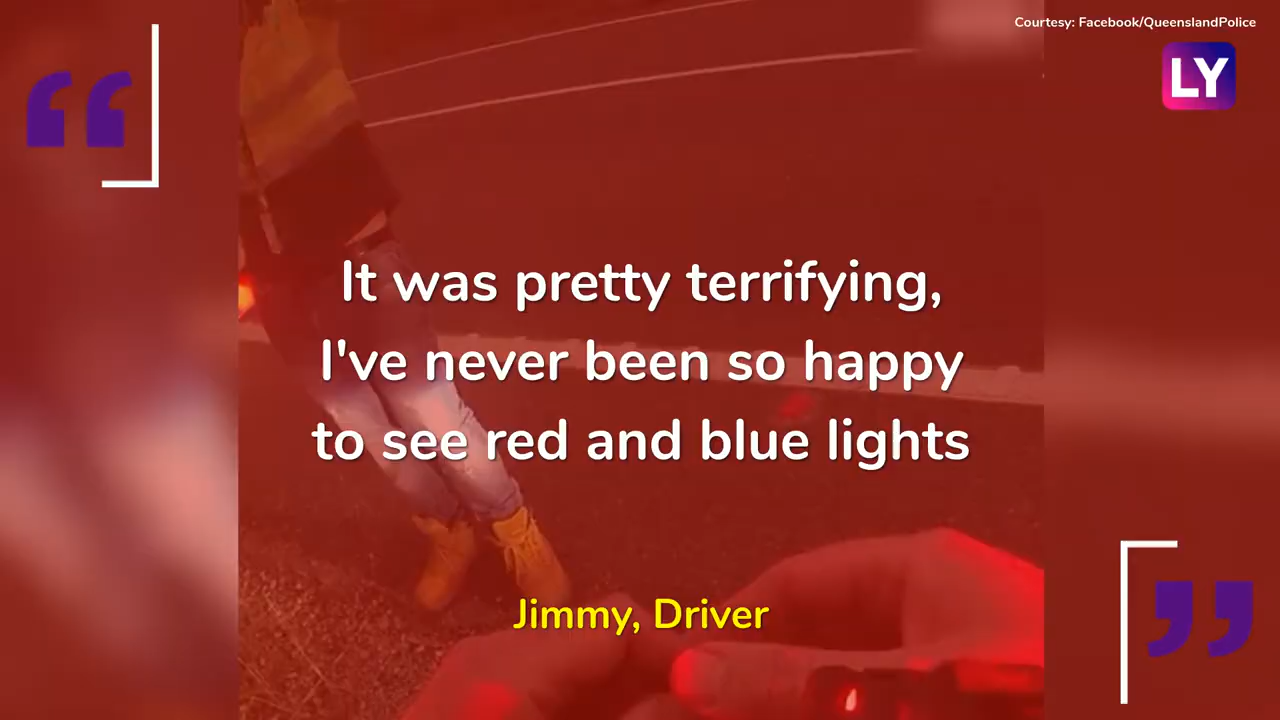 Courtesy: Facebook/QueenslandPolice
LY
“
It was pretty terrifying,
I've never been so happy
to see red and blue lights
Jimmy, Driver
”